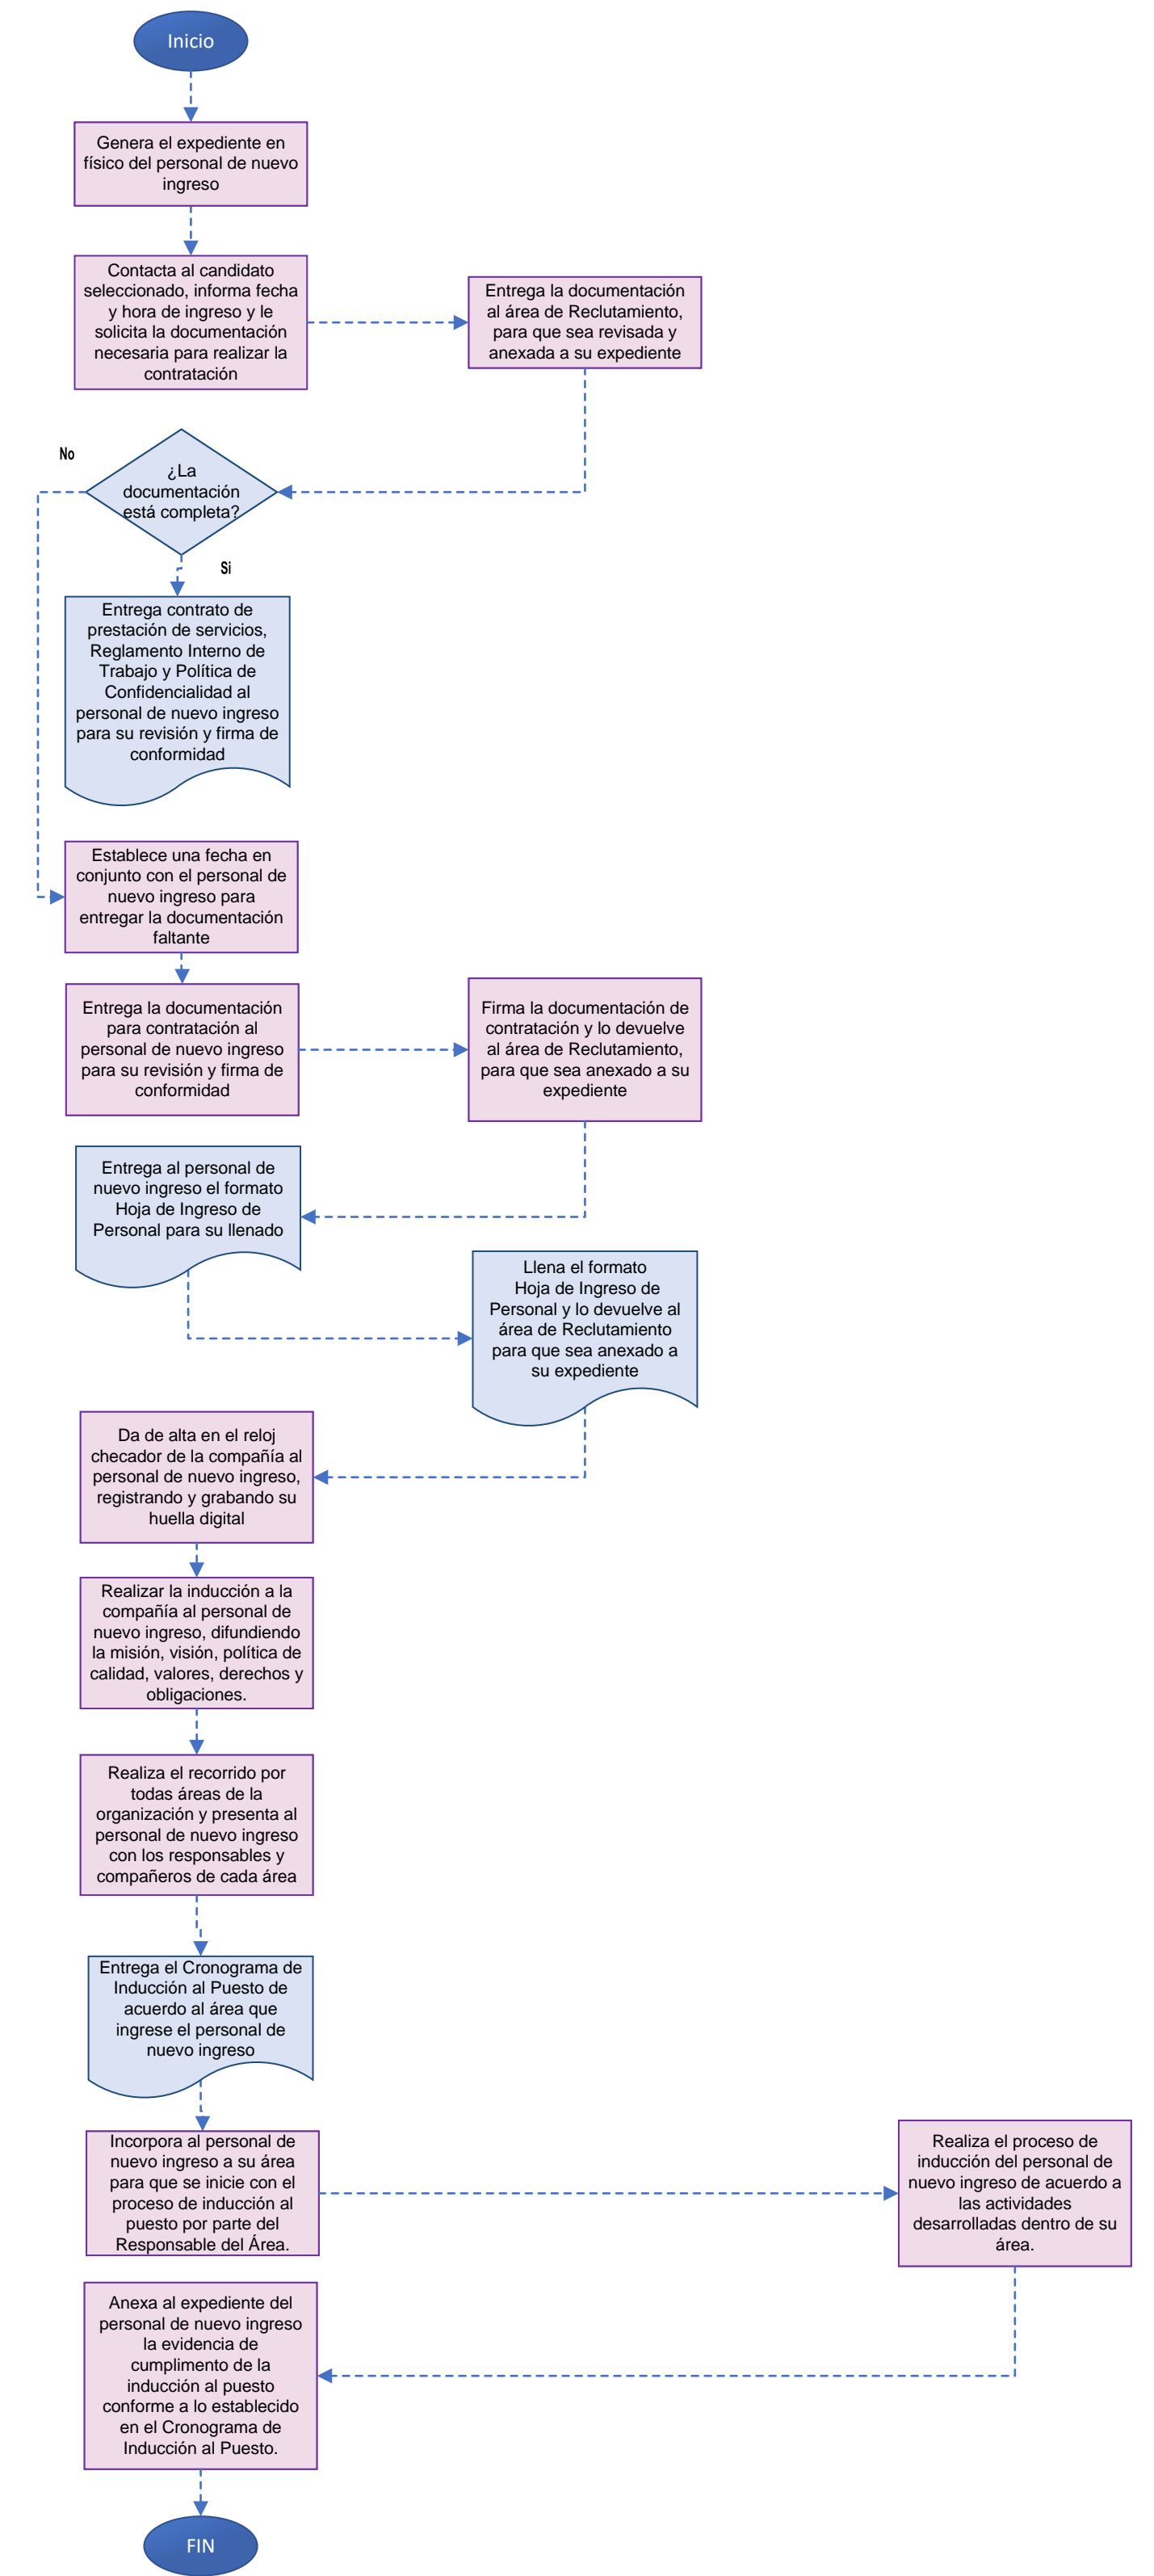 Inicio
Genera el expediente en
físico del personal de nuevo
ingreso
Contacta al candidato
seleccionado, informa fecha
y hora de ingreso y le
solicita la documentación
necesaria para realizar la
contratación
Entrega la documentación
al área de Reclutamiento,
para que sea revisada y
anexada a su expediente
No
¿La
documentación
está completa?
Si
Entrega contrato de
prestación de servicios,
Reglamento Interno de
Trabajo y Política de
Confidencialidad al
personal de nuevo ingreso
para su revisión y firma de
conformidad
Establece una fecha en
conjunto con el personal de
nuevo ingreso para
entregar la documentación
faltante
Entrega la documentación
para contratación al
personal de nuevo ingreso
para su revisión y firma de
conformidad
Firma la documentación de
contratación y lo devuelve
al área de Reclutamiento,
para que sea anexado a su
expediente
Entrega al personal de
nuevo ingreso el formato
Hoja de Ingreso de
Personal para su llenado
Llena el formato
Hoja de Ingreso de
Personal y lo devuelve al
área de Reclutamiento
para que sea anexado a
su expediente
Da de alta en el reloj
checador de la compañía al
personal de nuevo ingreso,
registrando y grabando su
huella digital
Realizar la inducción a la
compañía al personal de
nuevo ingreso, difundiendo
la misión, visión, política de
calidad, valores, derechos y
obligaciones.
Realiza el recorrido por
todas áreas de la
organización y presenta al
personal de nuevo ingreso
con los responsables y
compañeros de cada área
Entrega el Cronograma de
Inducción al Puesto de
acuerdo al área que
ingrese el personal de
nuevo ingreso
Incorpora al personal de
nuevo ingreso a su área
para que se inicie con el
proceso de inducción al
puesto por parte del
Responsable del Área.
Realiza el proceso de
inducción del personal de
nuevo ingreso de acuerdo a
las actividades
desarrolladas dentro de su
área.
Anexa al expediente del
personal de nuevo ingreso
la evidencia de
cumplimento de la
inducción al puesto
conforme a lo establecido
en el Cronograma de
Inducción al Puesto.
FIN